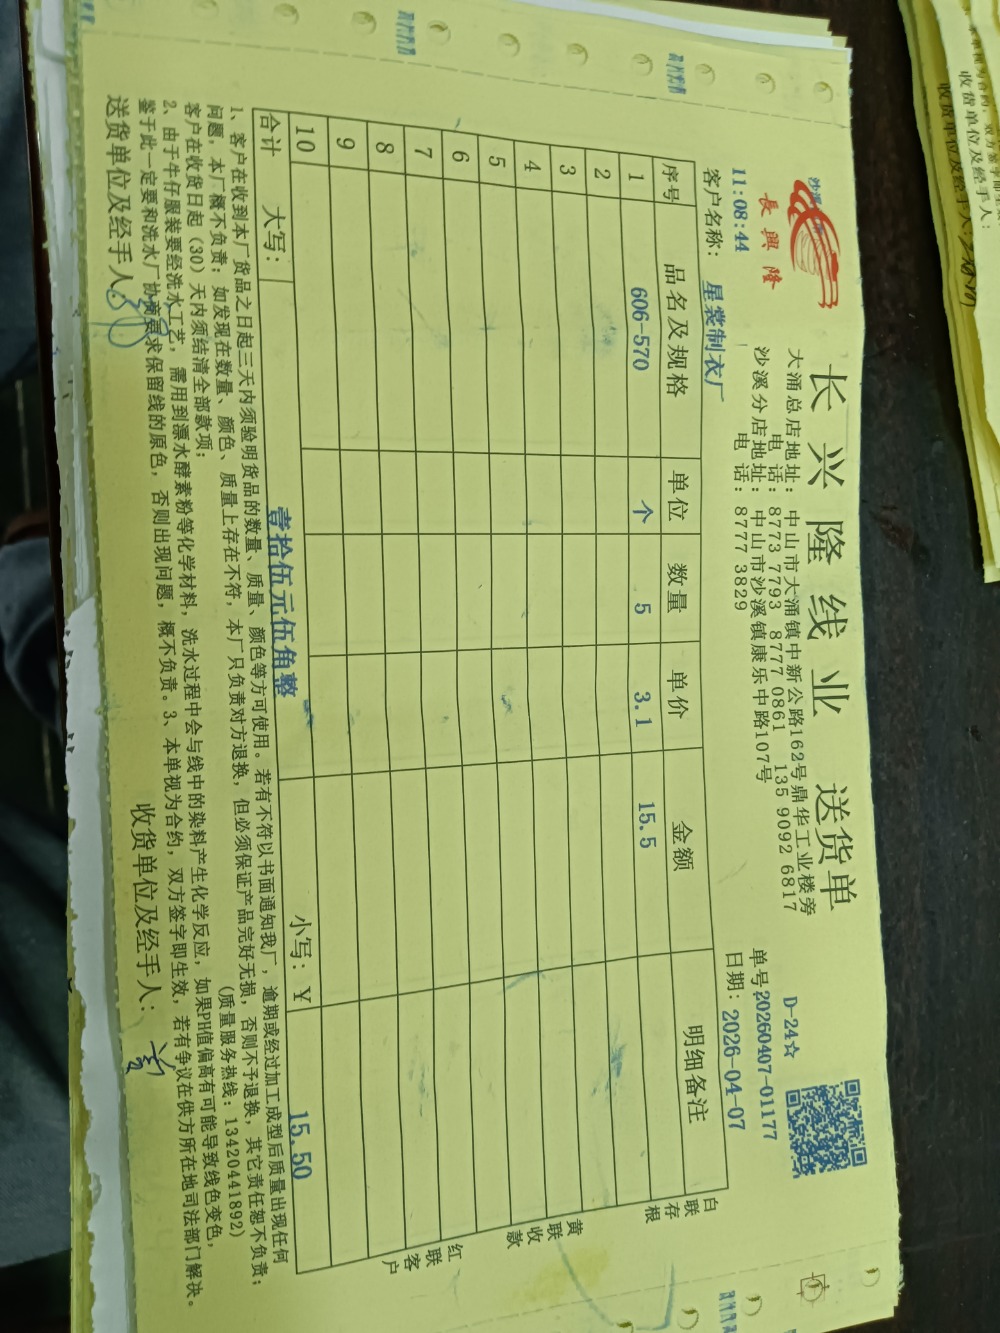 沙溪
長興隆
长兴隆线业 送货单
大涌总店地址：中山市大涌镇中新公路162号鼎华工业楼旁
电 话：8773 7793 8777 0861 135 9092 6817
沙溪分店地址：中山市沙溪镇康乐中路107号
电 话：8777 3829
D-24☆
单号20260407-01177
11:08:44
日期：2026-04-07
客户名称：星裳制衣厂
序号 品名及规格 单位 数量 单价 金额 明细备注
1 606-570 个 5 3.1 15.5
2
3
4
5
6
7
8
9
10
合计 大写：壹拾伍元伍角整 小写：¥ 15.50
白联存根
黄联收款
红联客户
1、客户在收到本厂货品之日起三天内须验明货品的数量、质量、颜色等方可使用。若有不符以书面通知我厂，逾期或经过加工成型后质量出现任何
问题，本厂概不负责；如发现在数量、颜色、质量上存在不符，本厂只负责对方退换，但必须保证产品完好无损，否则不予退换，其它责任恕不负责；
客户在收货日起（30）天内须结清全部款项； （质量服务热线：13420441892）
2、由于牛仔服装要经洗水工艺，需用到漂水酵素粉等化学材料，洗水过程中会与线中的染料产生化学反应，如果PH值偏高有可能导致线色变色，
鉴于此一定要和洗水厂协商要求保留线的原色，否则出现问题，概不负责。3、本单视为合约，双方签字即生效，若有争议在供方所在地司法部门解决。
送货单位及经手人： 收货单位及经手人：
收货单位及经手人：
收货单位及经手人：